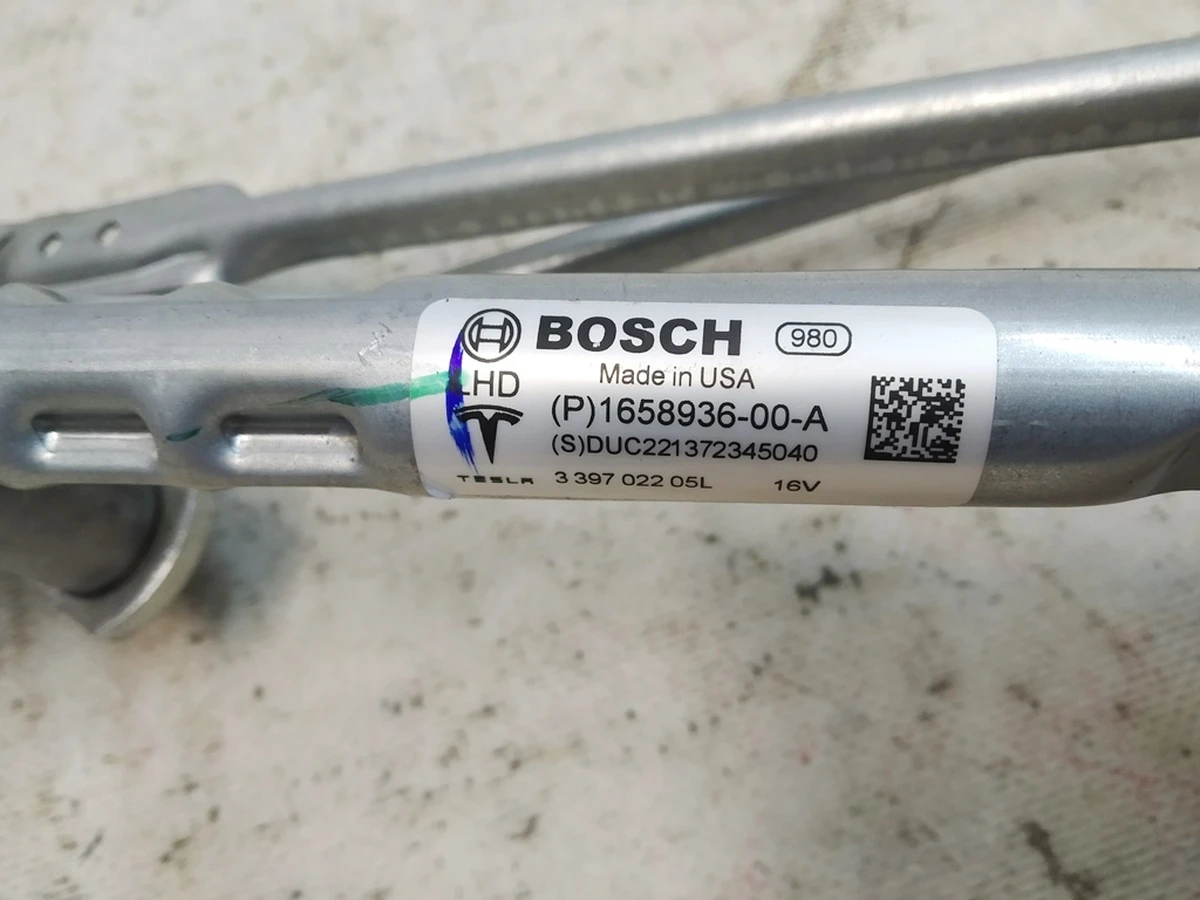 BOSCH 980
Made in USA
LHD
(P)1658936-00-A
(S)DUC221372345040
TESLA 3 397 022 05L 16V